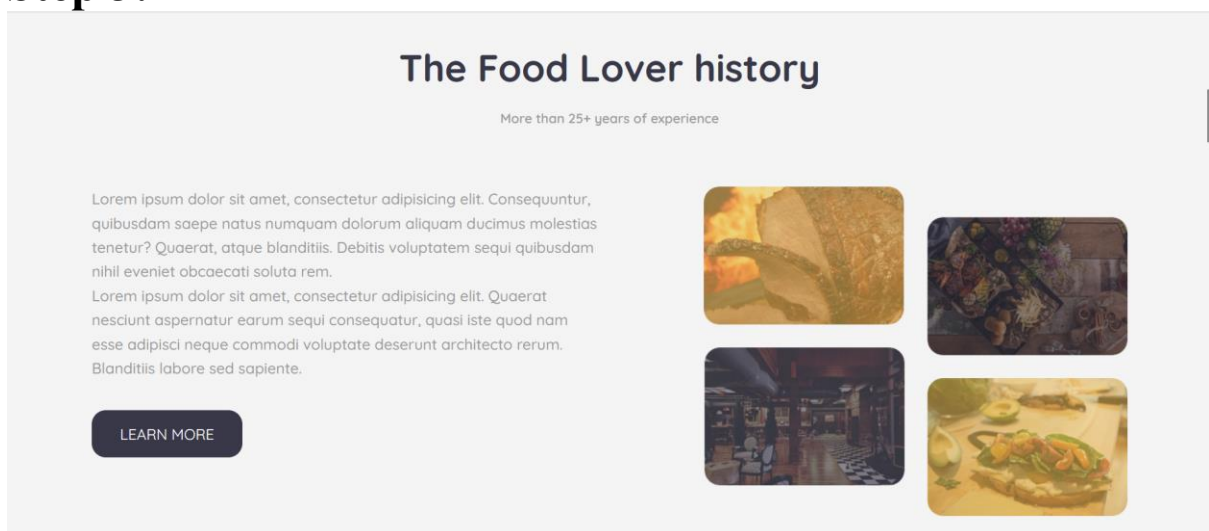 The Food Lover history
More than 25+ years of experience
Lorem ipsum dolor sit amet, consectetur adipisicing elit. Consequuntur,
quibusdam saepe natus numquam dolorum aliquam ducimus molestias
tenetur? Quaerat, atque blanditiis. Debitis voluptatem sequi quibusdam
nihil eveniet obcaecati soluta rem.
Lorem ipsum dolor sit amet, consectetur adipisicing elit. Quaerat
nesciunt aspernatur earum sequi consequatur, quasi iste quod nam
esse adipisci neque commodi voluptate deserunt architecto rerum.
Blanditiis labore sed sapiente.
LEARN MORE